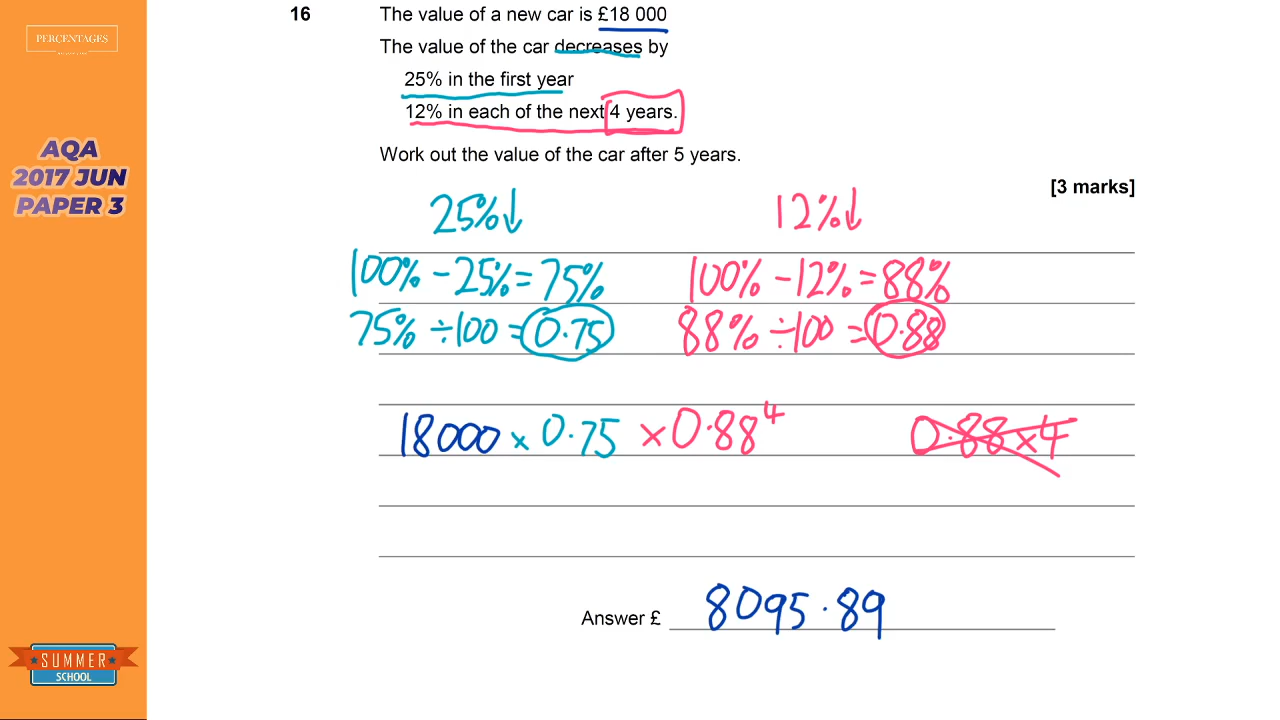 PERCENTAGES
AQA
2017 JUN
PAPER 3
SUMMER
SCHOOL
16 The value of a new car is £18 000
The value of the car decreases by
25% in the first year
12% in each of the next 4 years.
Work out the value of the car after 5 years.
[3 marks]
25%↓ 12%↓
100% - 25% = 75% 100% - 12% = 88%
75% ÷ 100 = 0.75 88% ÷ 100 = 0.88
18000 × 0.75 × 0.88⁴ 0.88 × 4
Answer £ 8095.89